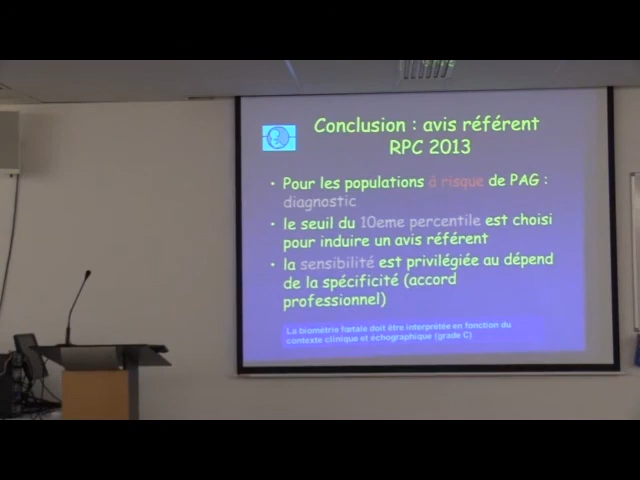 Conclusion : avis référent
RPC 2013
• Pour les populations à risque de PAG :
diagnostic
• le seuil du 10eme percentile est choisi
pour induire un avis référent
• la sensibilité est privilégiée au dépend
de la spécificité (accord
professionnel)
La biométrie fœtale doit être interprétée en fonction du
contexte clinique et échographique (grade C)